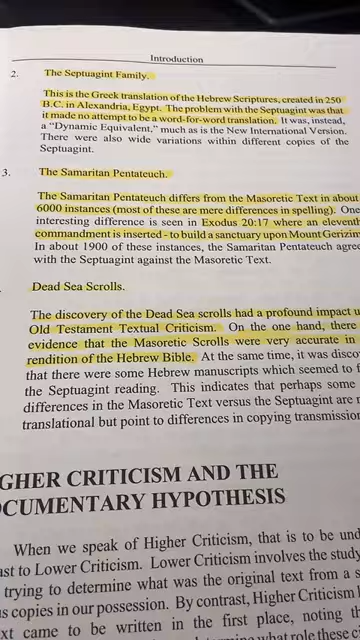 Introduction
2. The Septuagint Family.
This is the Greek translation of the Hebrew Scriptures, created in 250
B.C. in Alexandria, Egypt. The problem with the Septuagint was that
it made no attempt to be a word-for-word translation. It was, instead,
a “Dynamic Equivalent,” much as is the New International Version.
There were also wide variations within different copies of the
Septuagint.
3. The Samaritan Pentateuch.
The Samaritan Pentateuch differs from the Masoretic Text in about
6000 instances (most of these are mere differences in spelling). One
interesting difference is seen in Exodus 20:17 where an eleventh
commandment is inserted - to build a sanctuary upon Mount Gerizim
In about 1900 of these instances, the Samaritan Pentateuch agre
with the Septuagint against the Masoretic Text.
Dead Sea Scrolls.
The discovery of the Dead Sea scrolls had a profound impact u
Old Testament Textual Criticism. On the one hand, there
evidence that the Masoretic Scrolls were very accurate in
rendition of the Hebrew Bible. At the same time, it was disco
that there were some Hebrew manuscripts which seemed to f
the Septuagint reading. This indicates that perhaps some
differences in the Masoretic Text versus the Septuagint are n
translational but point to differences in copying transmission
GHER CRITICISM AND THE
OCUMENTARY HYPOTHESIS
When we speak of Higher Criticism, that is to be und
ast to Lower Criticism. Lower Criticism involves the study
trying to determine what was the original text from a s
s copies in our possession. By contrast, Higher Criticism
xt came to be written in the first place, noting th
what role these